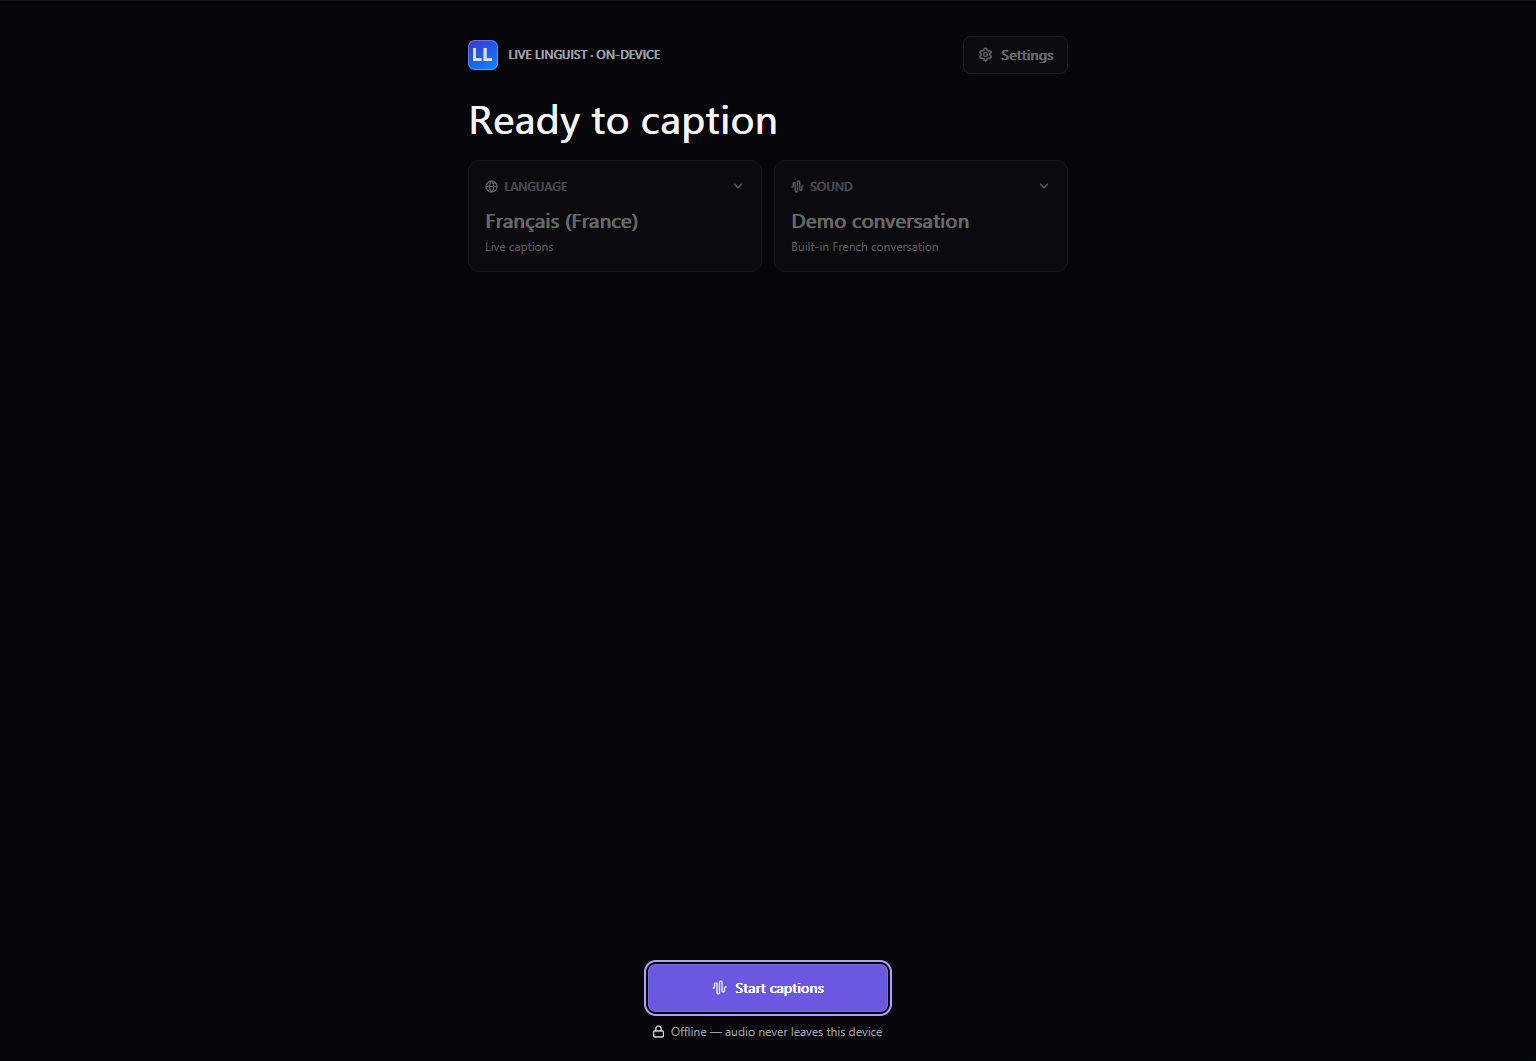 LL
LIVE LINGUIST · ON-DEVICE
Settings
Ready to caption
LANGUAGE
Français (France)
Live captions
SOUND
Demo conversation
Built-in French conversation
Start captions
Offline — audio never leaves this device